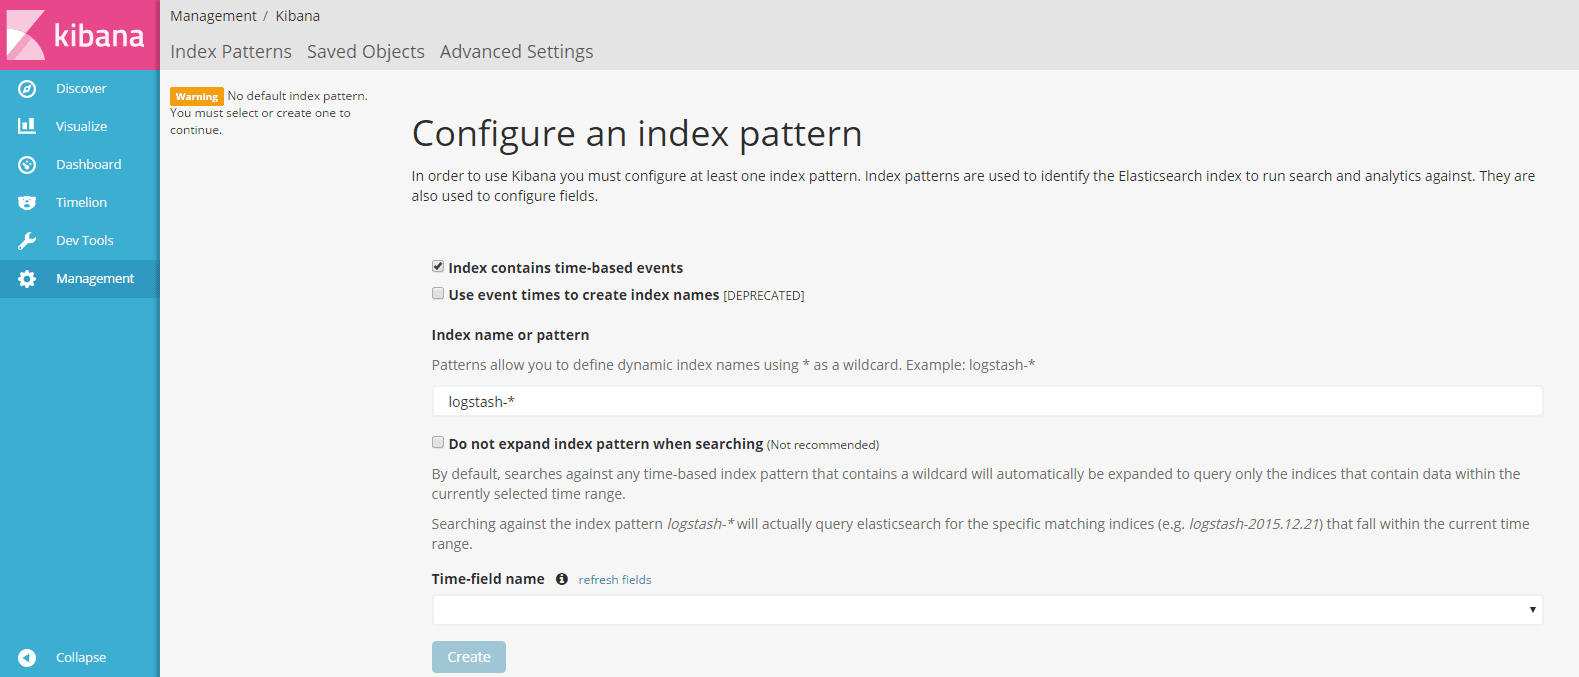 kibana
Discover
Visualize
Dashboard
Timelion
Dev Tools
Management
Collapse
Management / Kibana
Index Patterns Saved Objects Advanced Settings
Warning No default index pattern.
You must select or create one to
continue.
Configure an index pattern
In order to use Kibana you must configure at least one index pattern. Index patterns are used to identify the Elasticsearch index to run search and analytics against. They are
also used to configure fields.
Index contains time-based events
Use event times to create index names [DEPRECATED]
Index name or pattern
Patterns allow you to define dynamic index names using * as a wildcard. Example: logstash-*
logstash-*
Do not expand index pattern when searching (Not recommended)
By default, searches against any time-based index pattern that contains a wildcard will automatically be expanded to query only the indices that contain data within the
currently selected time range.
Searching against the index pattern logstash-* will actually query elasticsearch for the specific matching indices (e.g. logstash-2015.12.21) that fall within the current time
range.
Time-field name refresh fields
Create